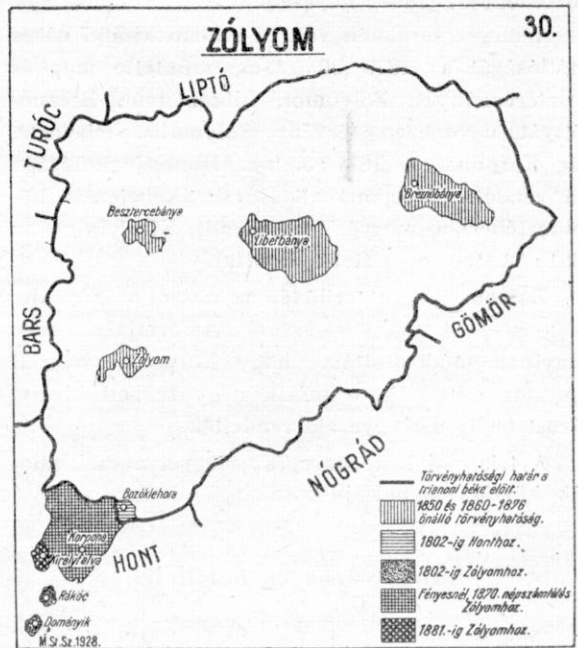 30.
ZÓLYOM
LIPTÓ
TURÓC
Breznóbánya
Besztercebánya
Libetbánya
GÖMÖR
BARS
Zólyom
NÓGRÁD
Bozóklehota
Korpona
HONT
Királyfalva
Rákóc
Doményik
M.St.Sz.1928.
Törvényhatósági határ a
trianoni béke előtt.
1850 és 1860-1876
önálló törvényhatóság.
1802-ig Honthoz.
1802-ig Zólyomhoz.
Fényesnél, 1870. népszámlálás
Zólyomhoz.
1881.-ig Zólyomhoz.